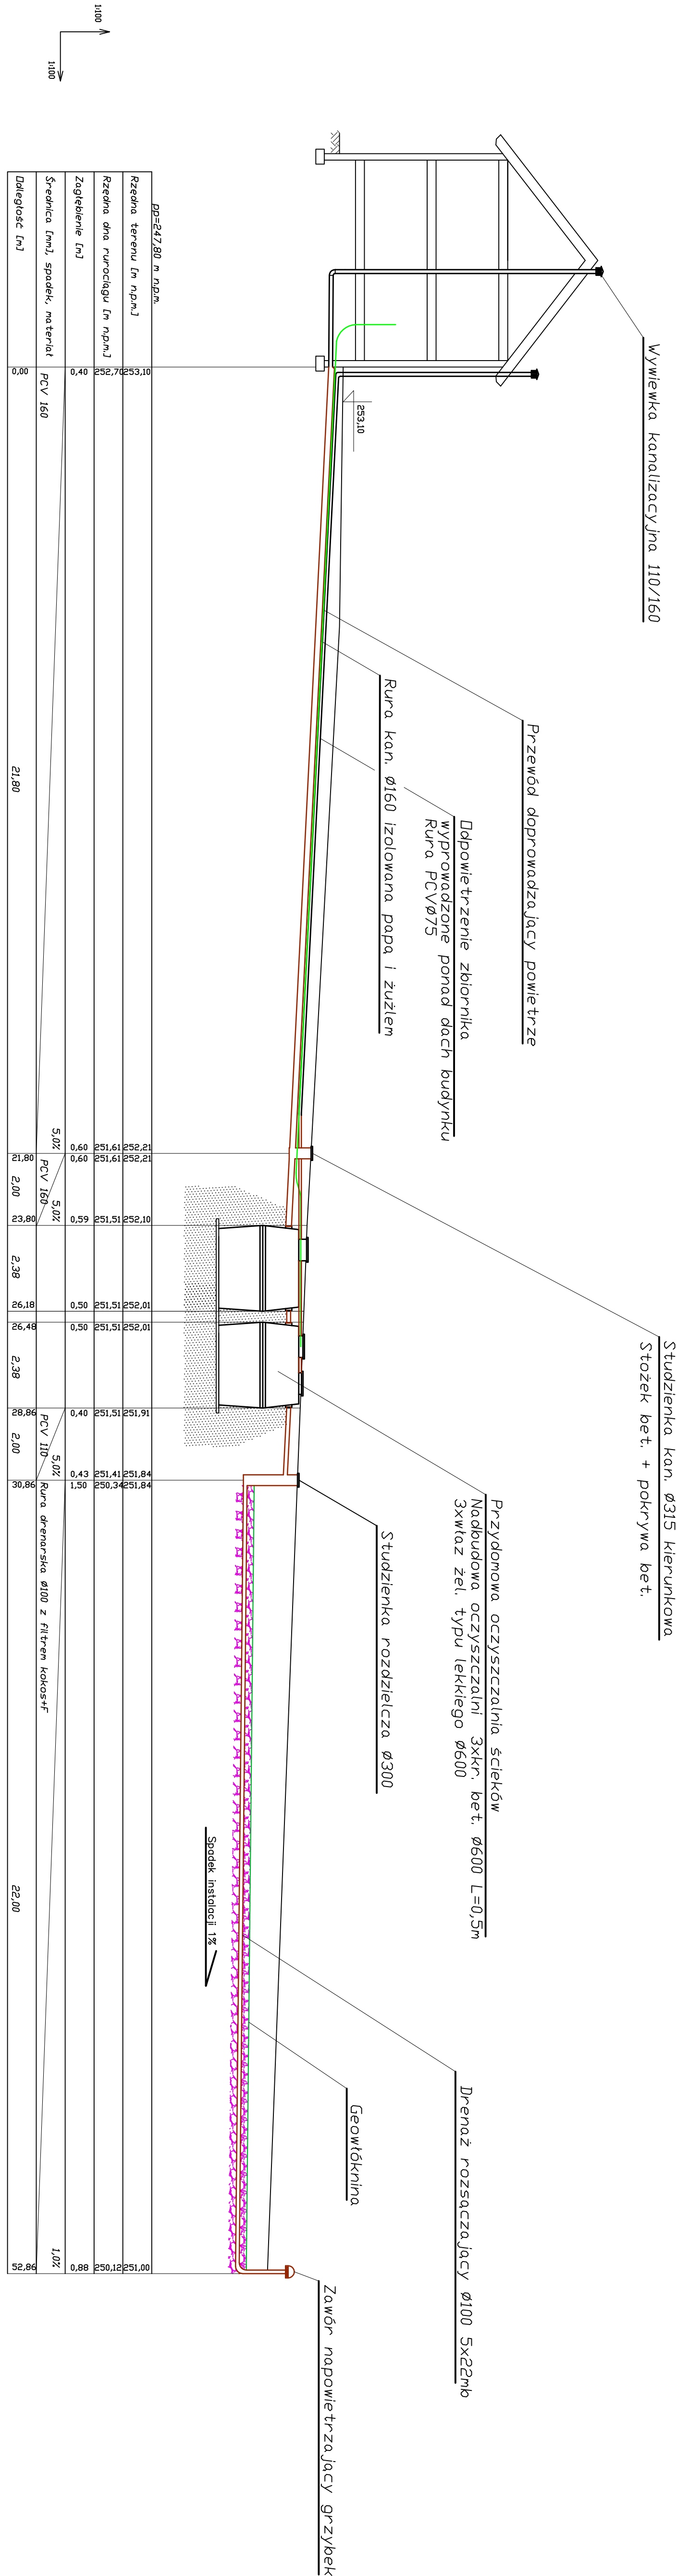 Wywiewka kanalizacyjna 110/160
Przewód doprowadzający powietrze
Odpowietrzenie zbiornika
wyprowadzone ponad dach budynku
Rura PCVØ75
Rura kan. Ø160 izolowana papą i żużlem
Studzienka kan. Ø315 kierunkowa
Stożek bet. + pokrywa bet.
Przydomowa oczyszczalnia ścieków
Nadbudowa oczyszczalni 3xkr. bet. Ø600 L=0,5m
3xwłaz żel. typu lekkiego Ø600
Studzienka rozdzielcza Ø300
Drenaż rozsączający Ø100 5x22mb
Geowłóknina
Zawór napowietrzający grzybek
253,10
Spadek instalacji 1%
1:100
1:100
pp=247,80 m n.p.m.
Rzędna terenu [m n.p.m.] 253,10 252,21 252,21 252,10 252,01 252,01 251,91 251,84 251,84 251,00
Rzędna dna rurociągu [m n.p.m.] 252,70 251,61 251,61 251,51 251,51 251,51 251,51 251,41 250,34 250,12
Zagłębienie [m] 0,40 0,60 0,60 0,59 0,50 0,50 0,40 0,43 1,50 0,88
Średnica [mm], spadek, materiał PCV 160 5,0% PCV 160 5,0% PCV 110 5,0% Rura drenarska Ø100 z filtrem kokos+F 1,0%
Odległość [m] 0,00 21,80 21,80 2,00 23,80 2,38 26,18 26,48 2,38 28,86 2,00 30,86 22,00 52,86